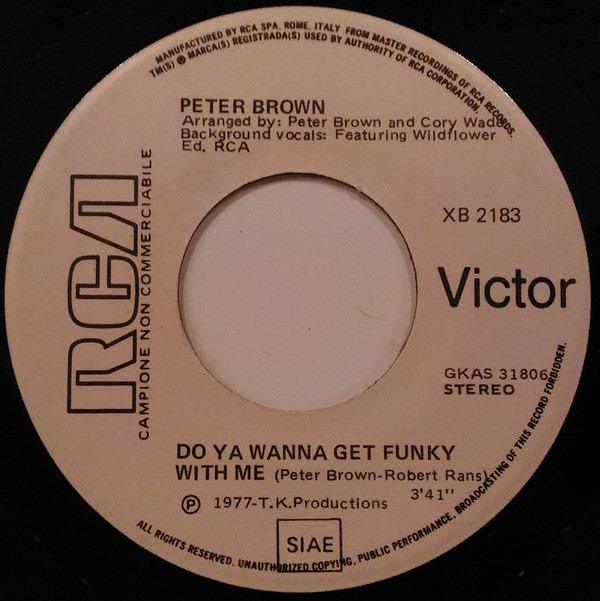 MANUFACTURED BY RCA SPA. ROME, ITALY FROM MASTER RECORDINGS OF RCA RECORDS.
TM(S) ® MARCA(S) REGISTRADA(S) USED BY AUTHORITY OF RCA CORPORATION.
PETER BROWN
Arranged by: Peter Brown and Cory Wade
Background vocals: Featuring Wildflower
Ed. RCA
RCA
CAMPIONE NON COMMERCIABILE
XB 2183
Victor
GKAS 31806
STEREO
DO YA WANNA GET FUNKY
WITH ME (Peter Brown-Robert Rans)
3'41"
℗ 1977-T.K.Productions
SIAE
ALL RIGHTS RESERVED. UNAUTHORIZED COPYING, PUBLIC PERFORMANCE, BROADCASTING OF THIS RECORD FORBIDDEN.